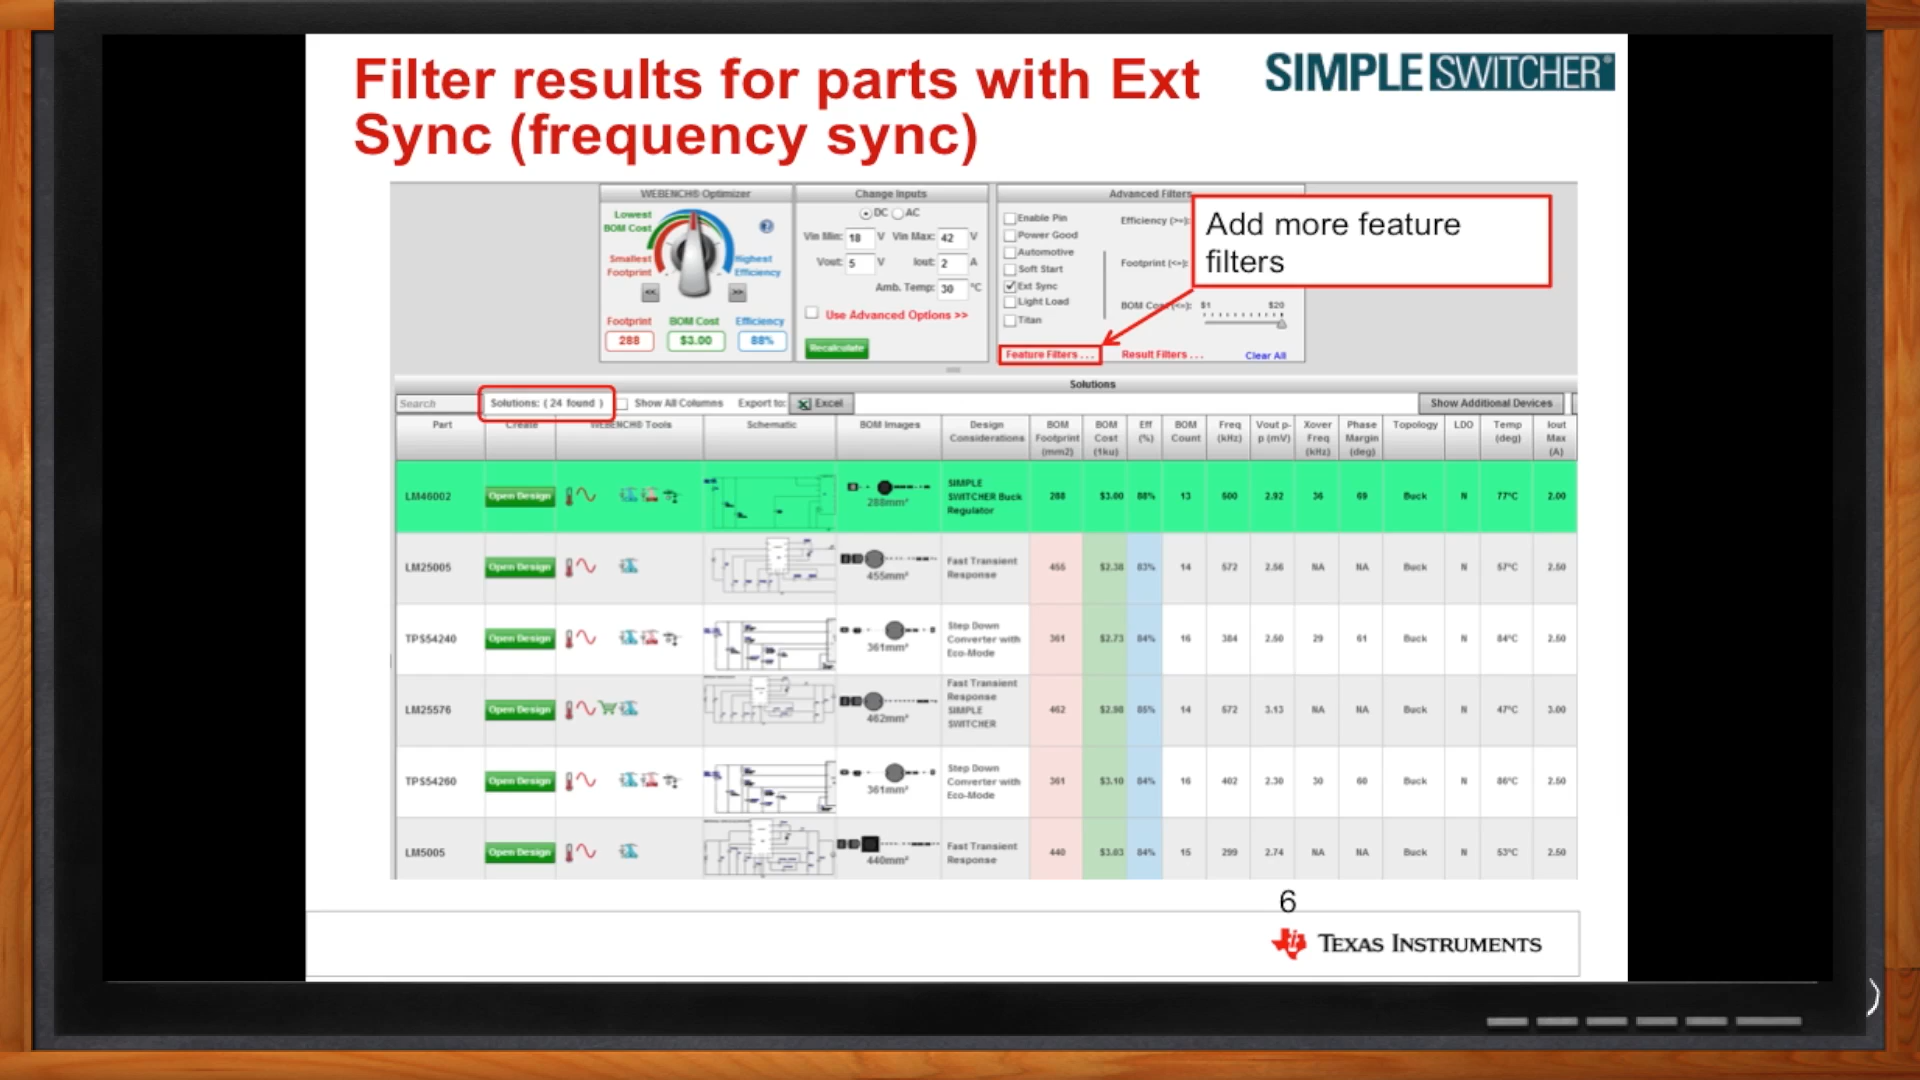 Filter results for parts with Ext
Sync (frequency sync)
SIMPLE SWITCHER®
WEBENCH® Optimizer
Lowest
BOM Cost
Smallest
Footprint
Highest
Efficiency
<<
>>
Footprint BOM Cost Efficiency
288 $3.00 88%
Change Inputs
DC AC
Vin Min: 18 V Vin Max: 42 V
Vout: 5 V Iout: 2 A
Amb. Temp: 30 °C
Use Advanced Options >>
Recalculate
Advanced Filters
Enable Pin
Power Good
Automotive
Soft Start
Ext Sync
Light Load
Titan
Efficiency (>=):
Footprint (<=):
BOM Cost (<=): $1 $20
Feature Filters . . . Result Filters . . . Clear All
Add more feature
filters
Solutions
Search Solutions: ( 24 found ) Show All Columns Export to: Excel Show Additional Devices
Part Create WEBENCH® Tools Schematic BOM Images Design Considerations BOM Footprint (mm2) BOM Cost (1ku) Eff (%) BOM Count Freq (kHz) Vout p-p (mV) Xover Freq (kHz) Phase Margin (deg) Topology LDO Temp (deg) Iout Max (A)
LM46002 Open Design 288mm² SIMPLE SWITCHER Buck Regulator 288 $3.00 88% 13 500 2.92 36 69 Buck N 77°C 2.00
LM25005 Open Design 455mm² Fast Transient Response 455 $2.38 83% 14 572 2.56 NA NA Buck N 57°C 2.50
TPS54240 Open Design 361mm² Step Down Converter with Eco-Mode 361 $2.73 84% 16 384 2.50 29 61 Buck N 84°C 2.50
LM25576 Open Design 462mm² Fast Transient Response SIMPLE SWITCHER 462 $2.98 85% 14 572 3.13 NA NA Buck N 47°C 3.00
TPS54260 Open Design 361mm² Step Down Converter with Eco-Mode 361 $3.10 84% 16 402 2.30 30 60 Buck N 86°C 2.50
LM5005 Open Design 440mm² Fast Transient Response 440 $3.03 84% 15 299 2.74 NA NA Buck N 53°C 2.50
6
TEXAS INSTRUMENTS